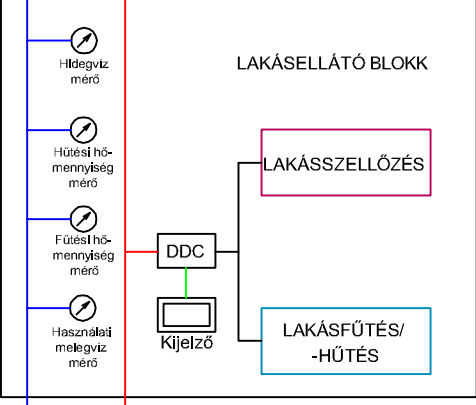 Hidegvíz
mérő
LAKÁSELLÁTÓ BLOKK
Hűtési hő-
mennyiség
mérő
LAKÁSSZELLŐZÉS
Fűtési hő-
mennyiség
mérő
DDC
Használati
melegvíz
mérő
Kijelző
LAKÁSFŰTÉS/
-HŰTÉS